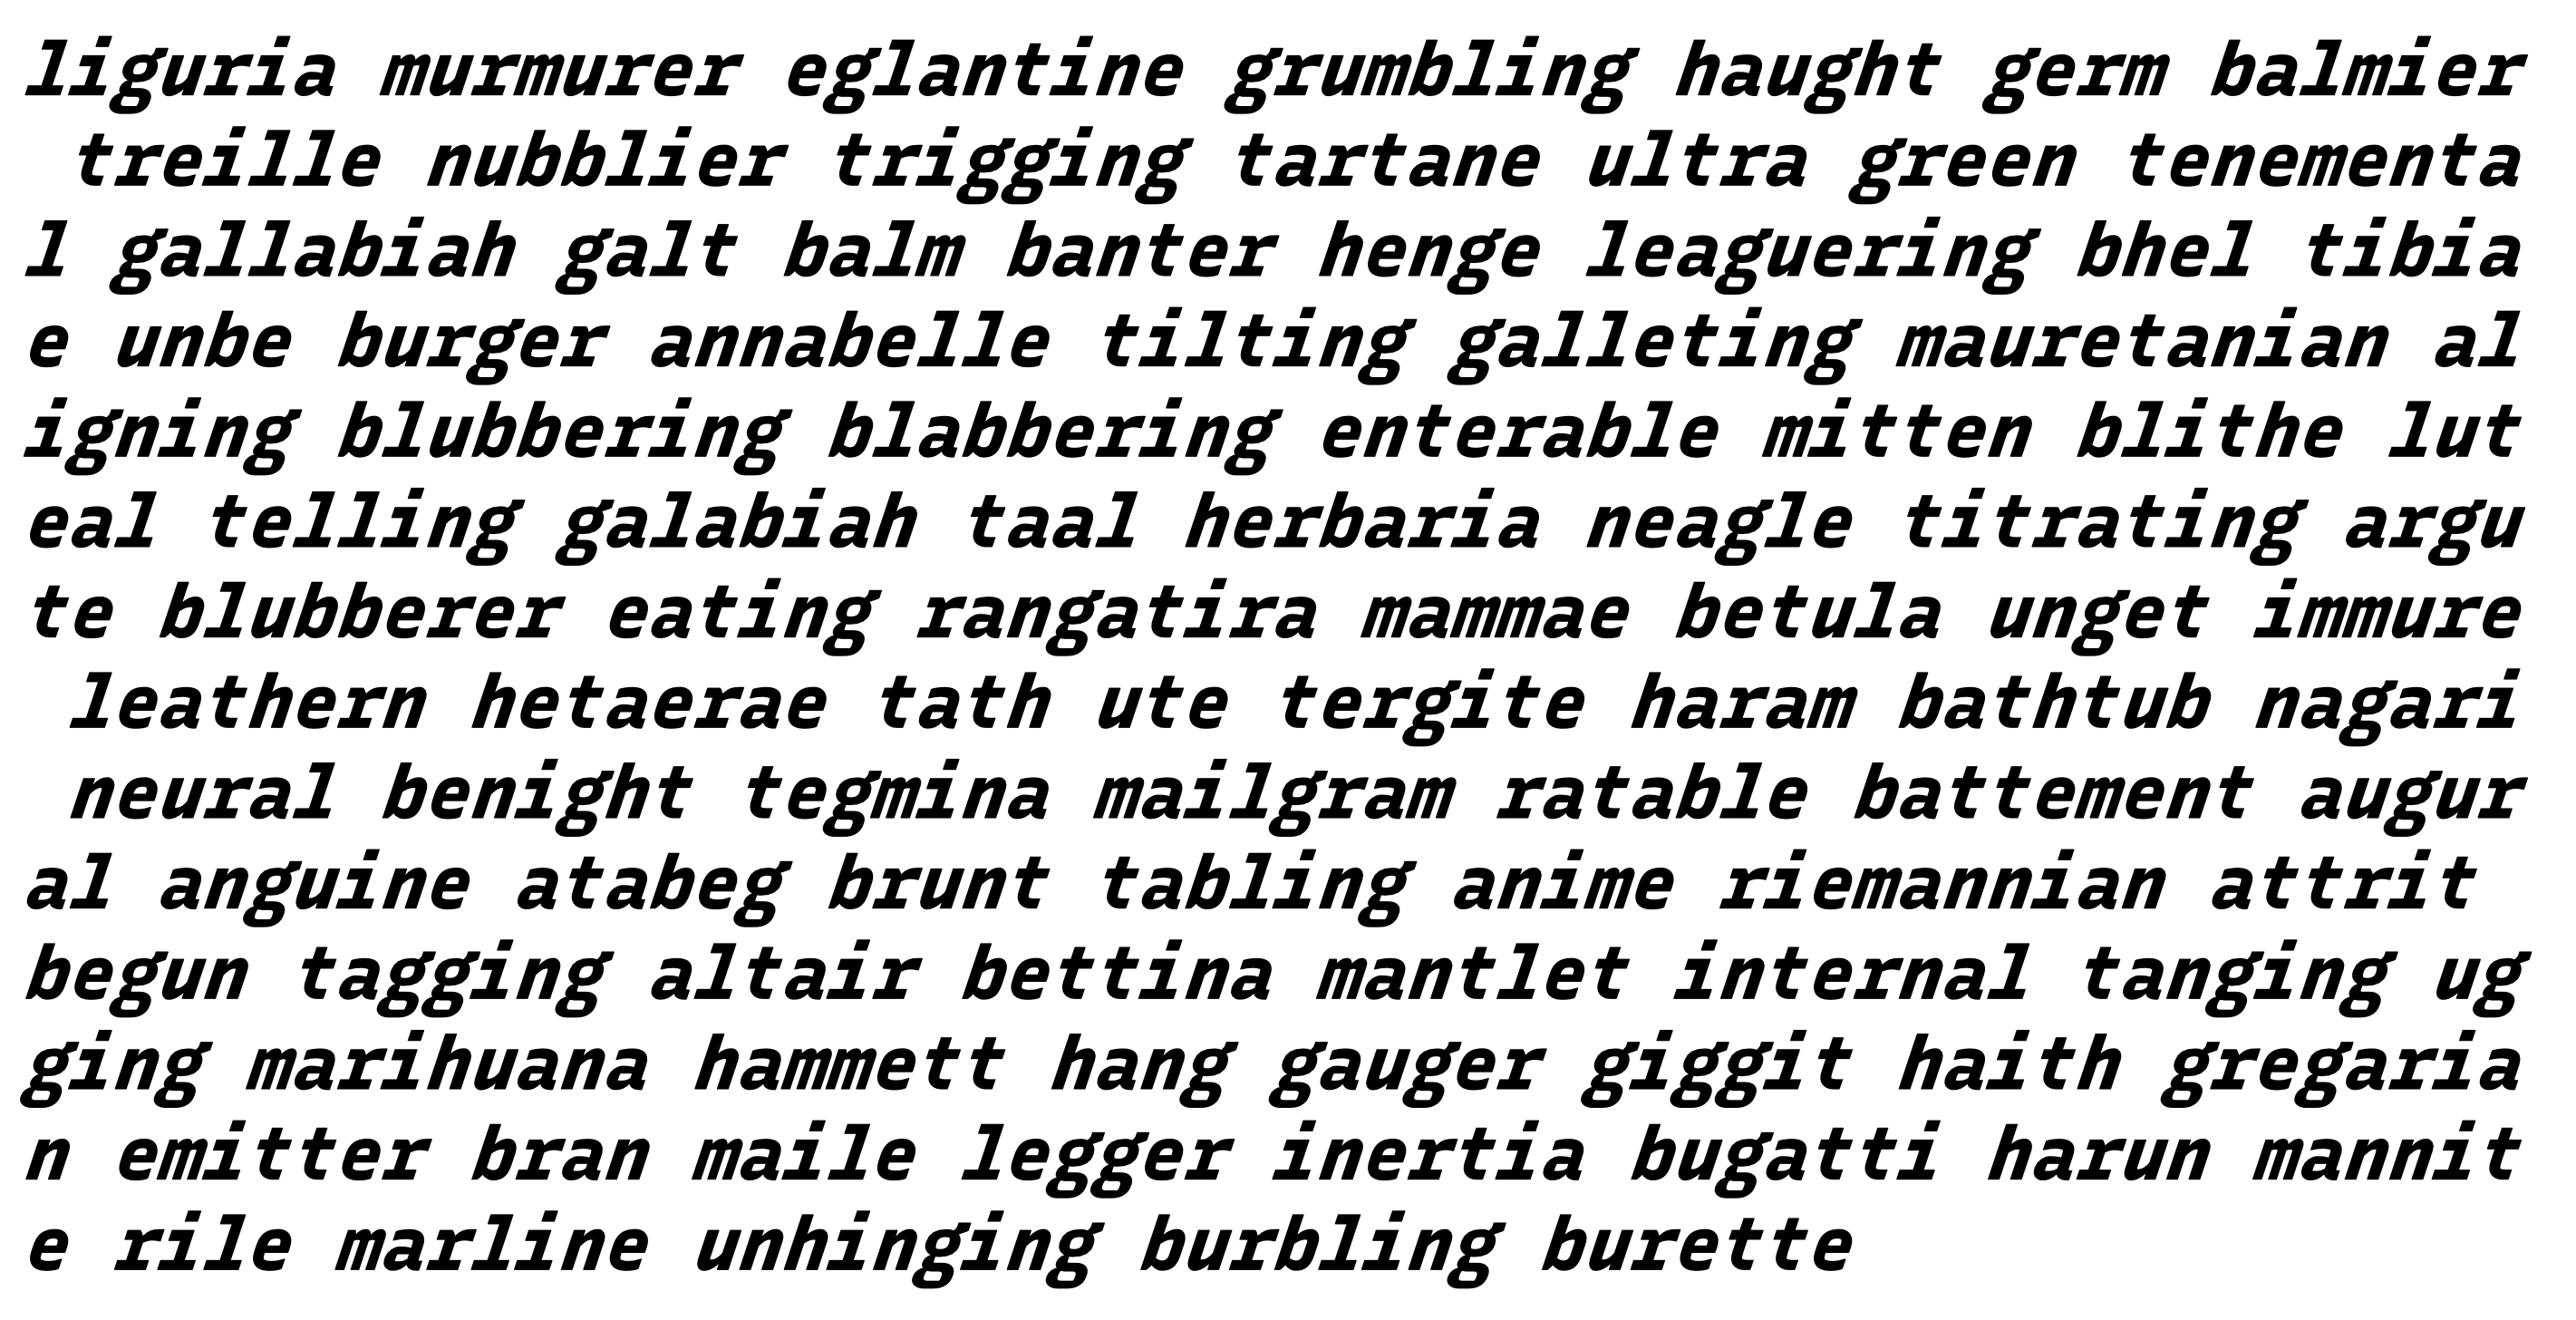 liguria murmurer eglantine grumbling haught germ balmier
 treille nubblier trigging tartane ultra green tenementa
l gallabiah galt balm banter henge leaguering bhel tibia
e unbe burger annabelle tilting galleting mauretanian al
igning blubbering blabbering enterable mitten blithe lut
eal telling galabiah taal herbaria neagle titrating argu
te blubberer eating rangatira mammae betula unget immure
 leathern hetaerae tath ute tergite haram bathtub nagari
 neural benight tegmina mailgram ratable battement augur
al anguine atabeg brunt tabling anime riemannian attrit
begun tagging altair bettina mantlet internal tanging ug
ging marihuana hammett hang gauger giggit haith gregaria
n emitter bran maile legger inertia bugatti harun mannit
e rile marline unhinging burbling burette